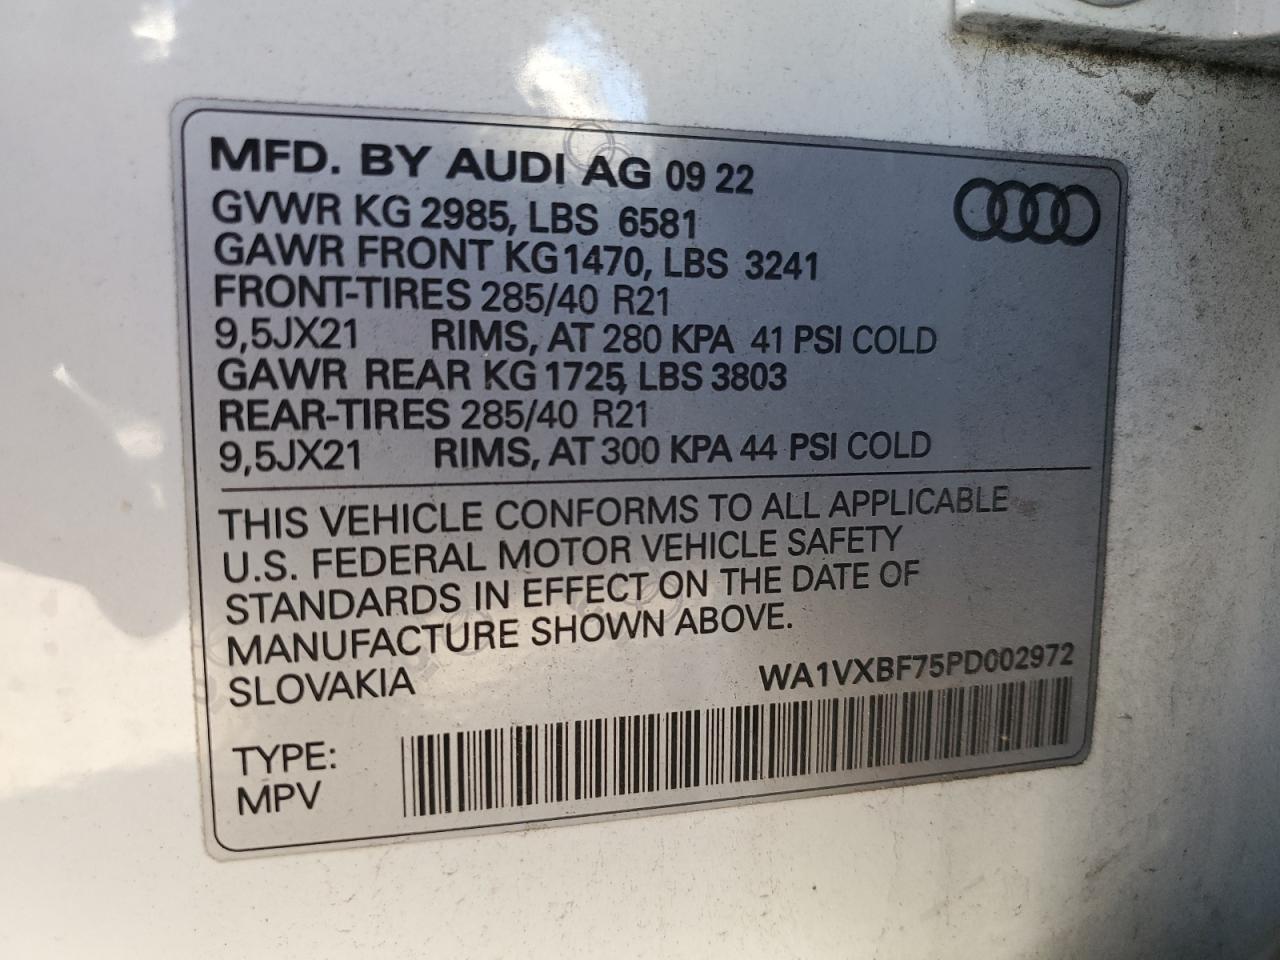 MFD. BY AUDI AG 09 22
GVWR KG 2985, LBS 6581
GAWR FRONT KG1470, LBS 3241
FRONT-TIRES 285/40 R21
9,5JX21 RIMS, AT 280 KPA 41 PSI COLD
GAWR REAR KG 1725, LBS 3803
REAR-TIRES 285/40 R21
9,5JX21 RIMS, AT 300 KPA 44 PSI COLD
THIS VEHICLE CONFORMS TO ALL APPLICABLE
U.S. FEDERAL MOTOR VEHICLE SAFETY
STANDARDS IN EFFECT ON THE DATE OF
MANUFACTURE SHOWN ABOVE.
SLOVAKIA WA1VXBF75PD002972
TYPE:
MPV